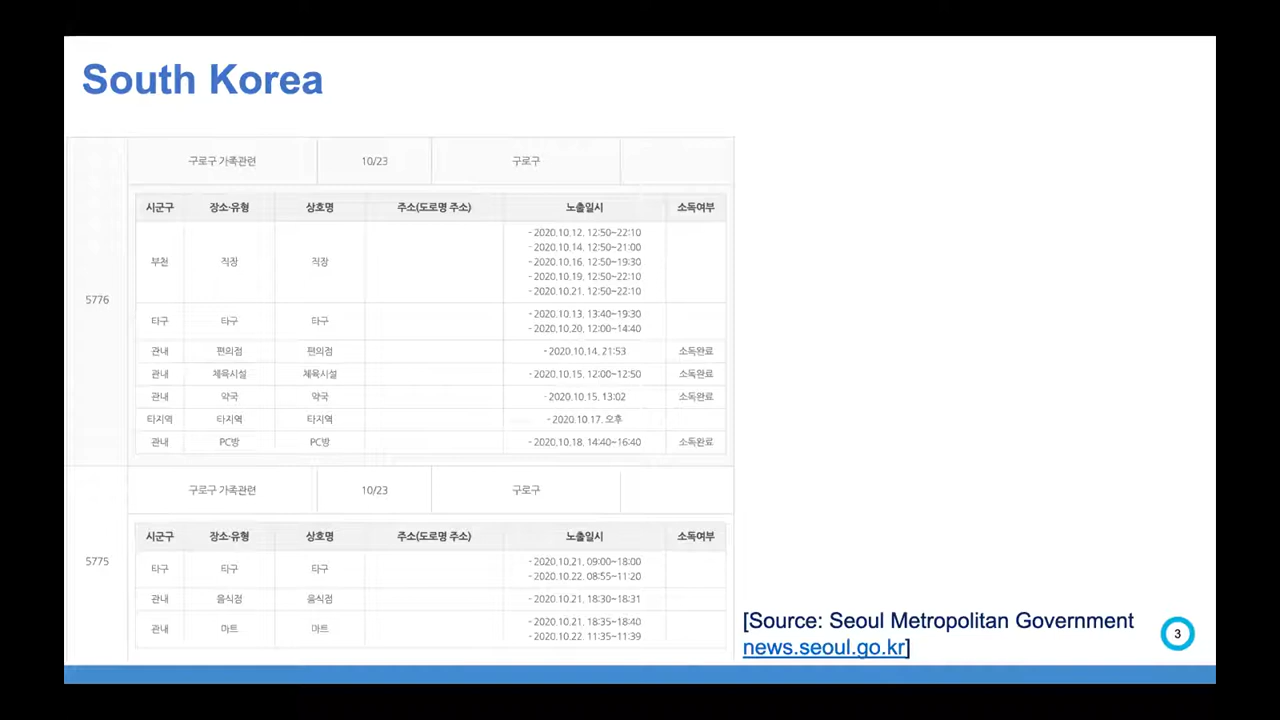 South Korea
구로구 가족관련 10/23 구로구
시군구 장소·유형 상호명 주소(도로명 주소) 노출일시 소독여부
- 2020.10.12. 12:50~22:10
- 2020.10.14. 12:50~21:00
부천 직장 직장 - 2020.10.16. 12:50~19:30
- 2020.10.19. 12:50~22:10
- 2020.10.21. 12:50~22:10
5776
- 2020.10.13. 13:40~19:30
타구 타구 타구
- 2020.10.20. 12:00~14:40
관내 편의점 편의점 - 2020.10.14. 21:53 소독완료
관내 체육시설 체육시설 - 2020.10.15. 12:00~12:50 소독완료
관내 약국 약국 - 2020.10.15. 13:02 소독완료
타지역 타지역 타지역 - 2020.10.17. 오후
관내 PC방 PC방 - 2020.10.18. 14:40~16:40 소독완료
구로구 가족관련 10/23 구로구
시군구 장소·유형 상호명 주소(도로명 주소) 노출일시 소독여부
5775
- 2020.10.21. 09:00~18:00
타구 타구 타구
- 2020.10.22. 08:55~11:20
관내 음식점 음식점 - 2020.10.21. 18:30~18:31
- 2020.10.21. 18:35~18:40
관내 마트 마트
- 2020.10.22. 11:35~11:39
[Source: Seoul Metropolitan Government
news.seoul.go.kr]
3